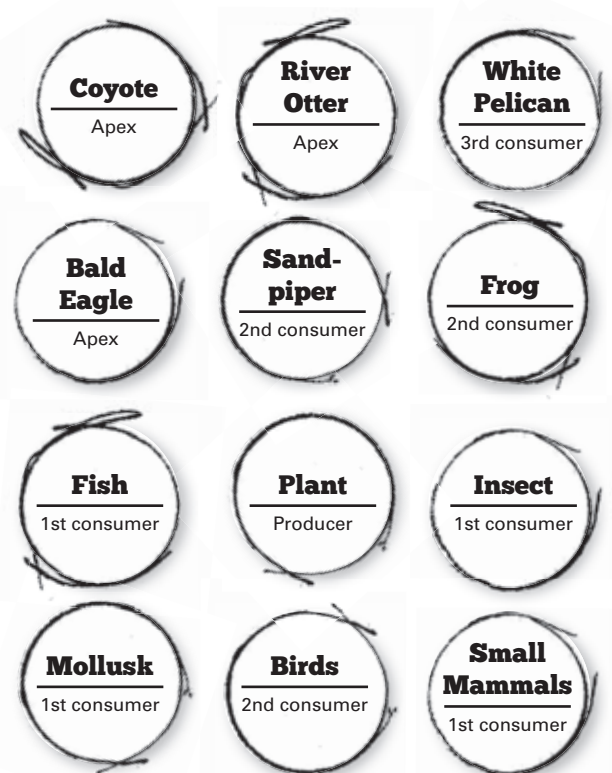 Coyote
Apex
River
Otter
Apex
White
Pelican
3rd consumer
Bald
Eagle
Apex
Sand-
piper
2nd consumer
Frog
2nd consumer
Fish
1st consumer
Plant
Producer
Insect
1st consumer
Mollusk
1st consumer
Birds
2nd consumer
Small
Mammals
1st consumer